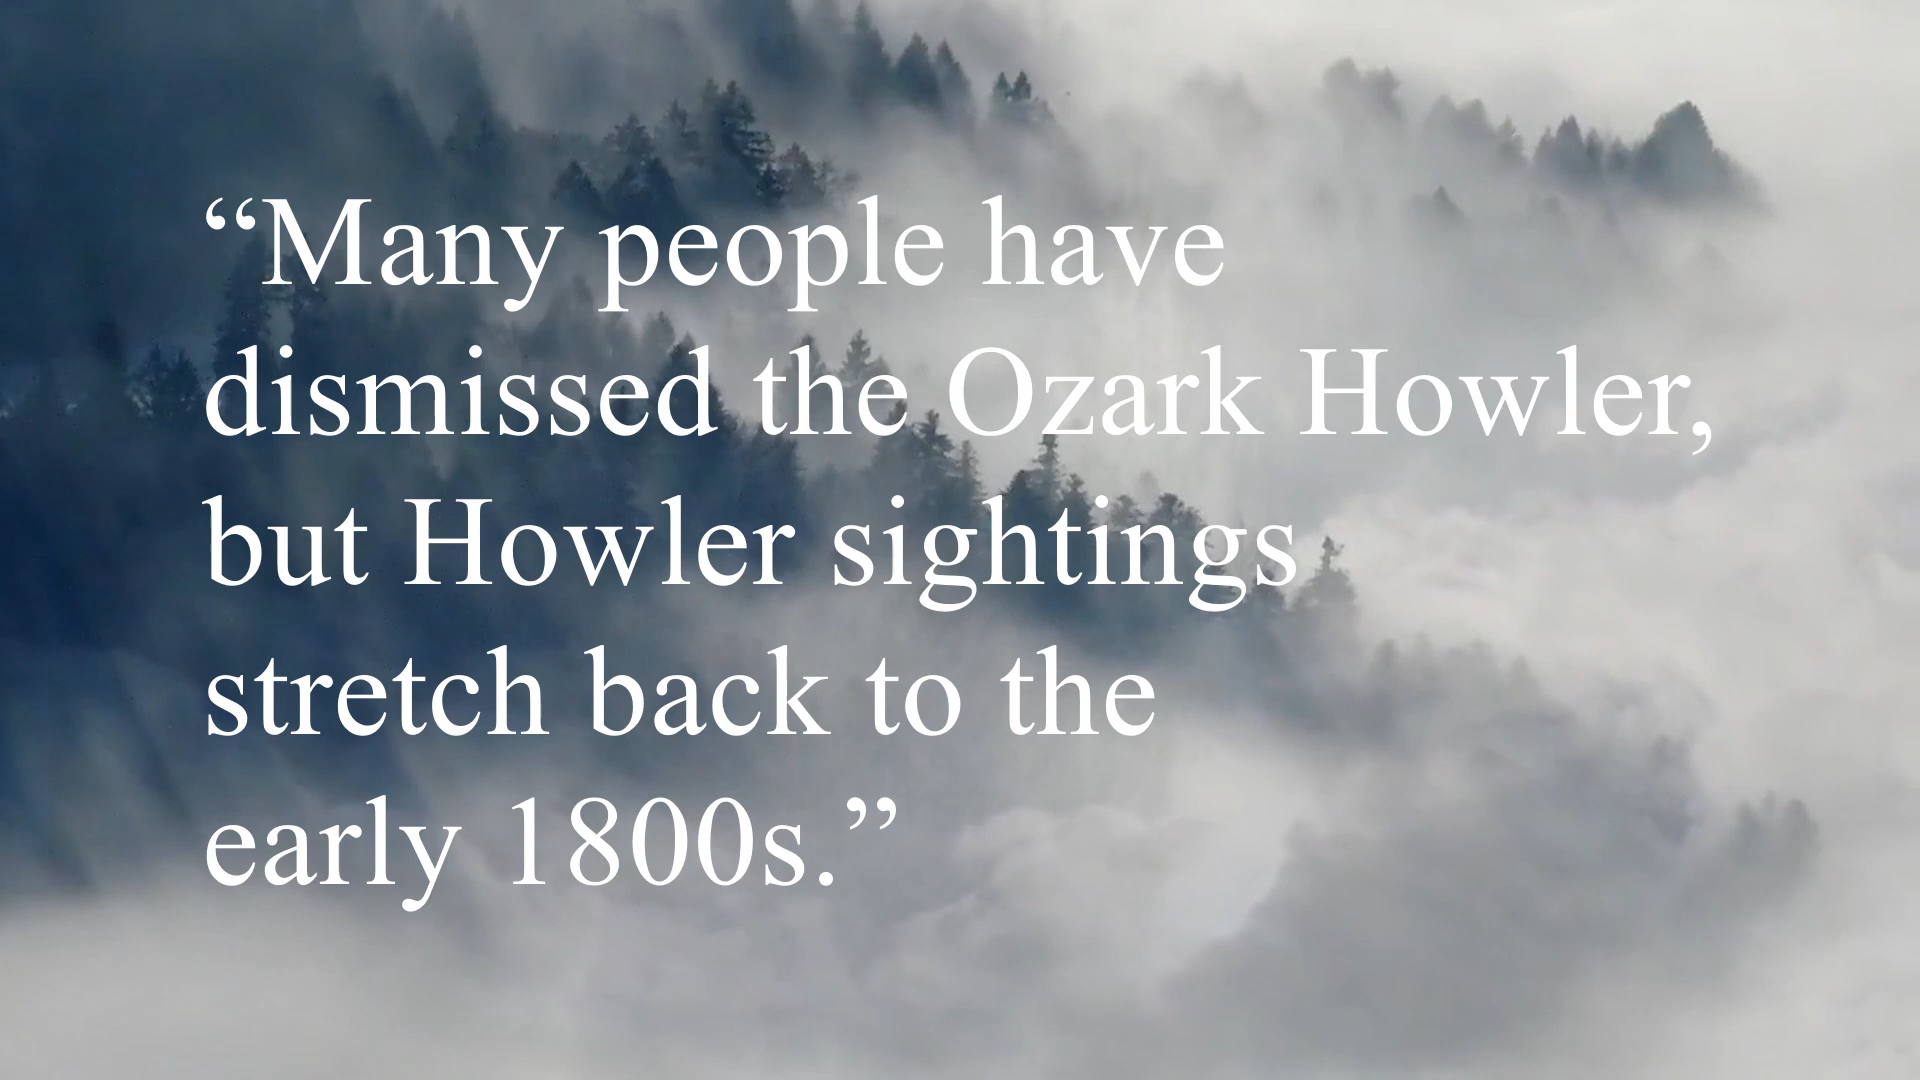 “Many people have
dismissed the Ozark Howler,
but Howler sightings
stretch back to the
early 1800s.”